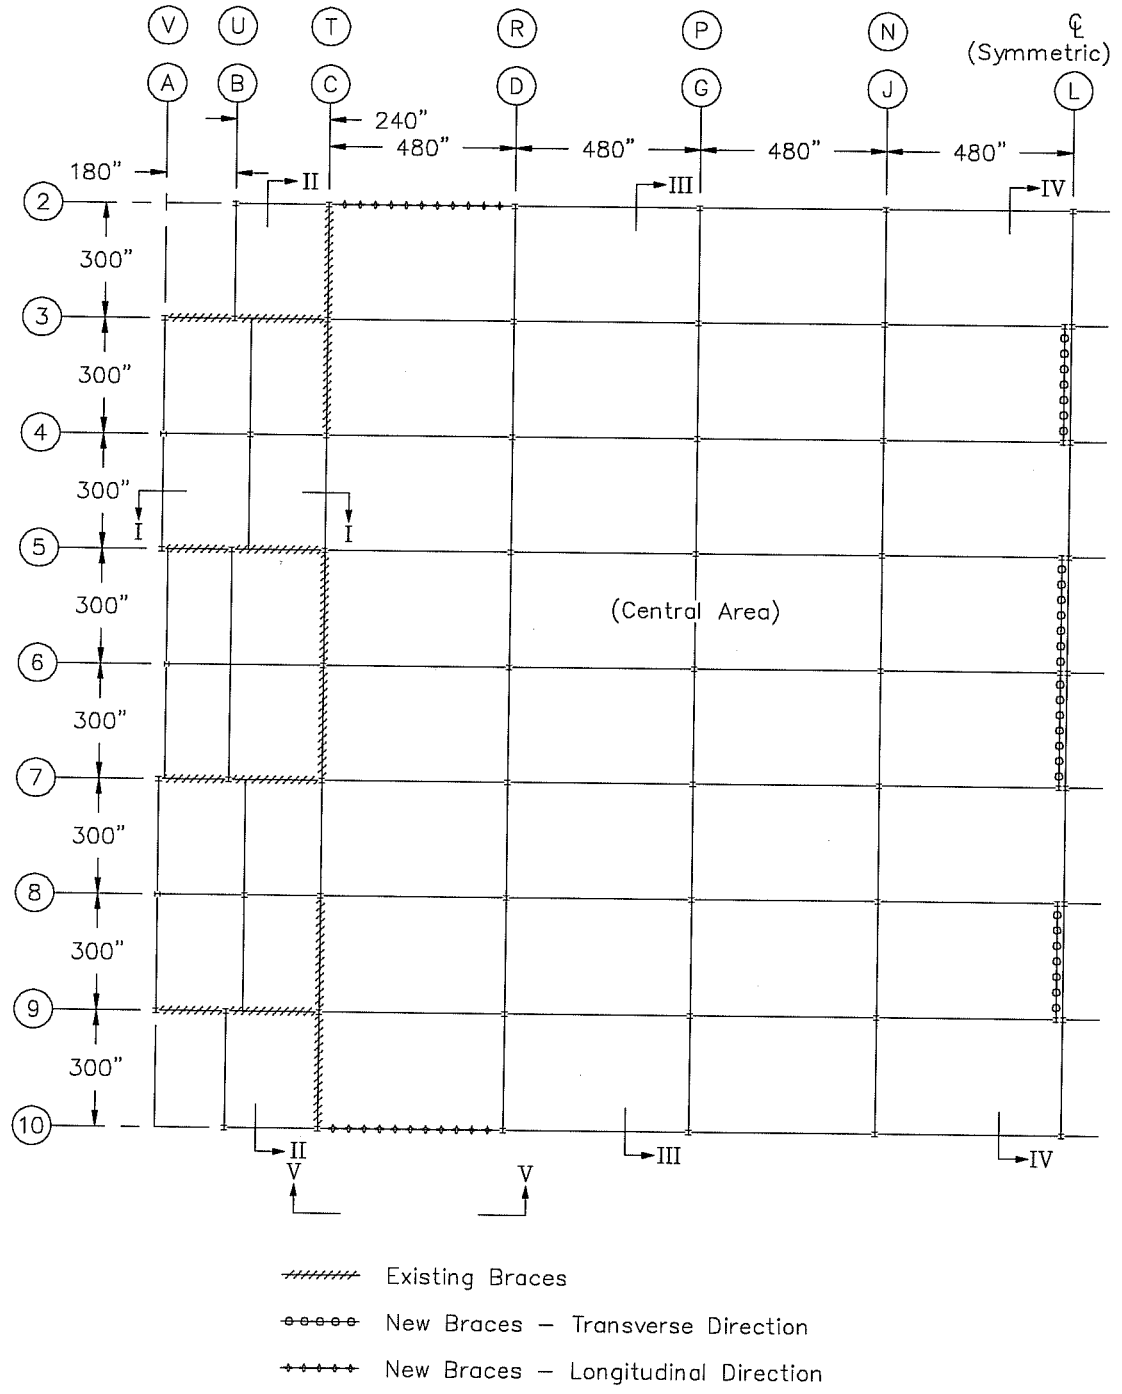 V U T R P N ℄
(Symmetric)
A B C D G J L
240”
480” 480” 480” 480”
180”
II III IV
2
300”
3
300”
4
300”
I I
5
300”
(Central Area)
6
300”
7
300”
8
300”
9
300”
10
II III IV
V V
Existing Braces
New Braces – Transverse Direction
New Braces – Longitudinal Direction